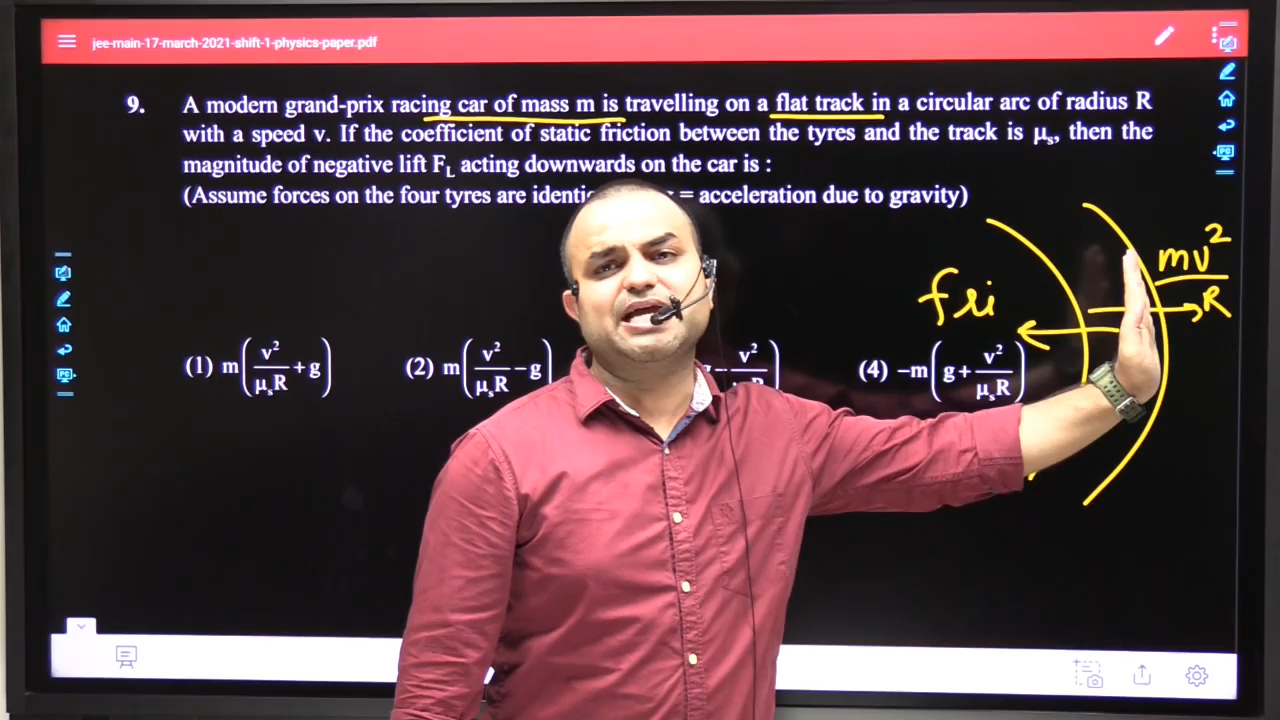 jee-main-17-march-2021-shift-1-physics-paper.pdf
9. A modern grand-prix racing car of mass m is travelling on a flat track in a circular arc of radius R
with a speed v. If the coefficient of static friction between the tyres and the track is μₛ, then the
magnitude of negative lift F_L acting downwards on the car is :
(Assume forces on the four tyres are = acceleration due to gravity)
fri
mv²/R
(1) m(v²/μₛR + g) (2) m(v²/μₛR − g) − v² (4) −m(g + v²/μₛR)
PC
PC